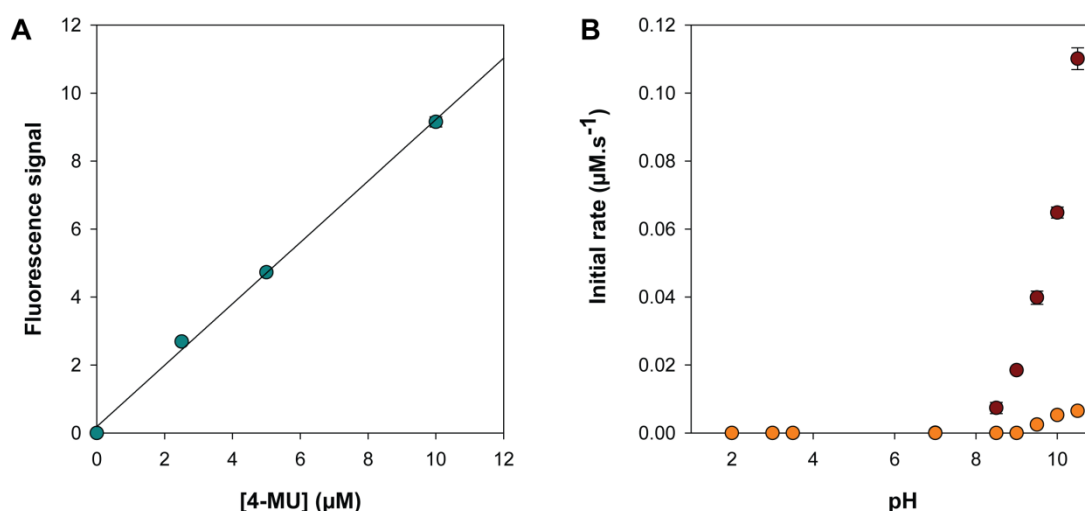 A
Fluorescence signal
12
10
8
6
4
2
0
0 2 4 6 8 10 12
[4-MU] (µM)
B
Initial rate (µM.s⁻¹)
0.12
0.10
0.08
0.06
0.04
0.02
0.00
2 4 6 8 10
pH